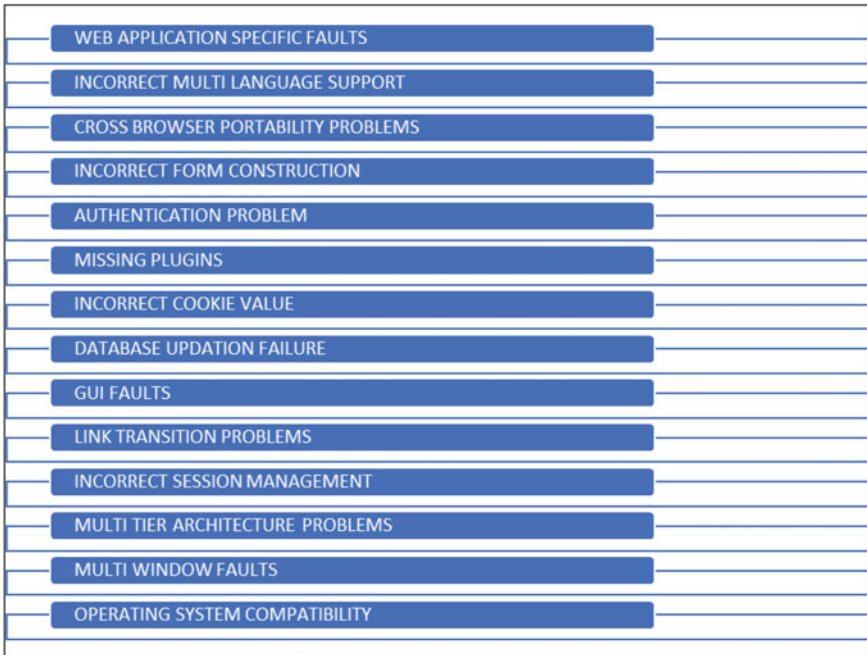 WEB APPLICATION SPECIFIC FAULTS
INCORRECT MULTI LANGUAGE SUPPORT
CROSS BROWSER PORTABILITY PROBLEMS
INCORRECT FORM CONSTRUCTION
AUTHENTICATION PROBLEM
MISSING PLUGINS
INCORRECT COOKIE VALUE
DATABASE UPDATION FAILURE
GUI FAULTS
LINK TRANSITION PROBLEMS
INCORRECT SESSION MANAGEMENT
MULTI TIER ARCHITECTURE PROBLEMS
MULTI WINDOW FAULTS
OPERATING SYSTEM COMPATIBILITY